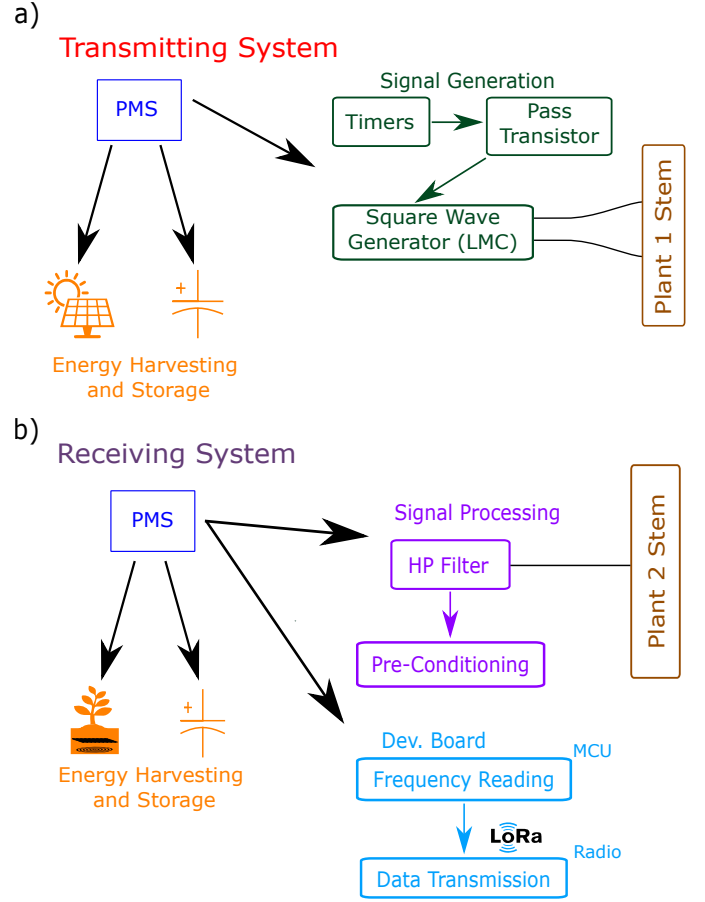 a)
Transmitting System
PMS
Signal Generation
Timers
Pass
Transistor
Square Wave
Generator (LMC)
Plant 1 Stem
+
Energy Harvesting
and Storage
b)
Receiving System
PMS
Signal Processing
HP Filter
Plant 2 Stem
Pre-Conditioning
+
Energy Harvesting
and Storage
Dev. Board
MCU
Frequency Reading
LoRa
Radio
Data Transmission